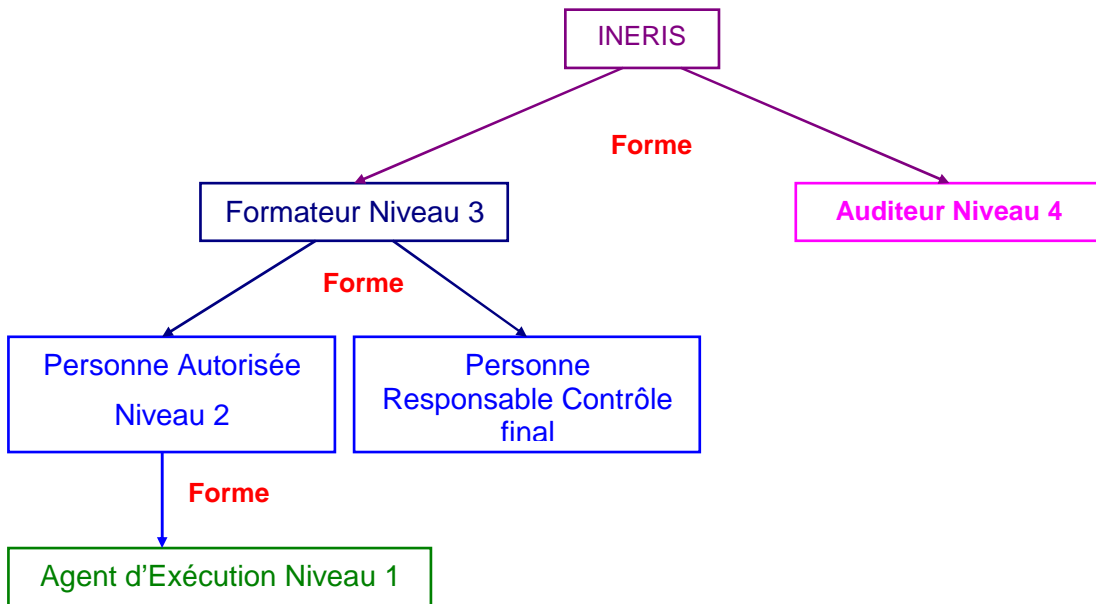 INERIS
Forme
Formateur Niveau 3
Auditeur Niveau 4
Forme
Personne Autorisée
Niveau 2
Personne
Responsable Contrôle
final
Forme
Agent d'Exécution Niveau 1